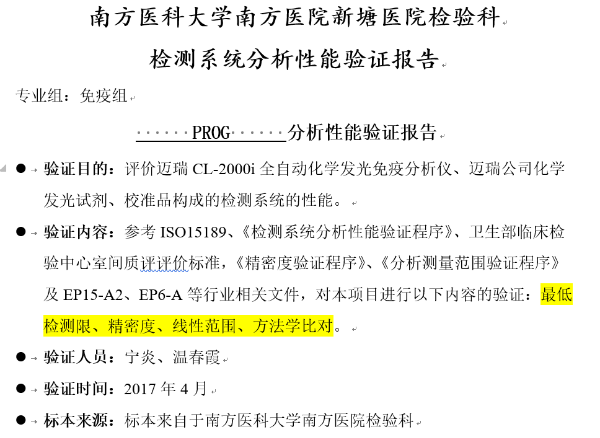 南方医科大学南方医院新塘医院检验科
检测系统分析性能验证报告
专业组：免疫组
PROG 分析性能验证报告
● 验证目的：评价迈瑞 CL-2000i 全自动化学发光免疫分析仪、迈瑞公司化学
发光试剂、校准品构成的检测系统的性能。
● 验证内容：参考 ISO15189、《检测系统分析性能验证程序》、卫生部临床检
验中心室间质评评价标准，《精密度验证程序》、《分析测量范围验证程序》
及 EP15-A2、EP6-A 等行业相关文件，对本项目进行以下内容的验证：最低
检测限、精密度、线性范围、方法学比对。
● 验证人员：宁炎、温春霞
● 验证时间：2017 年 4 月
● 标本来源：标本来自于南方医科大学南方医院检验科